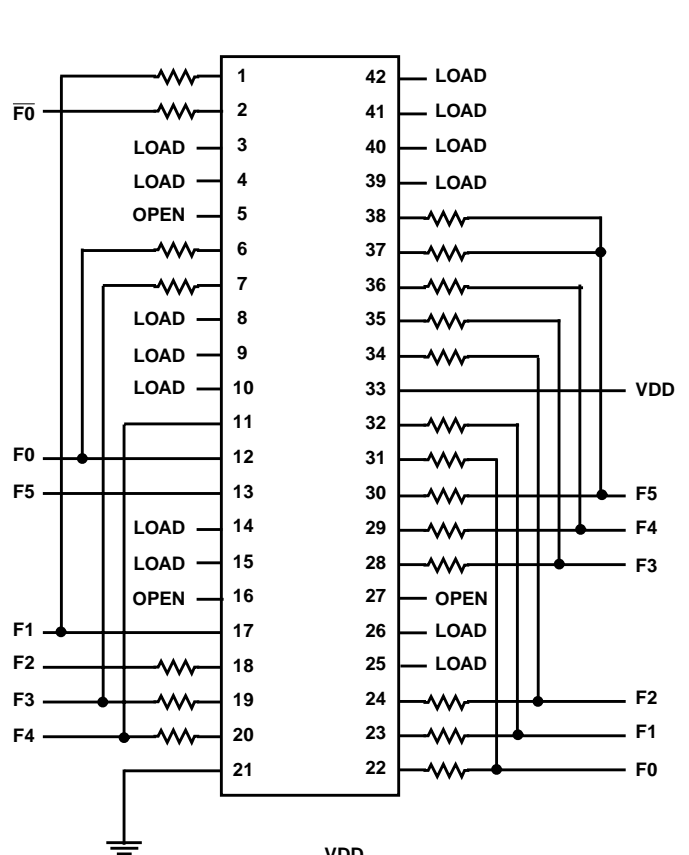 1 42 LOAD
F0 2 41 LOAD
LOAD 3 40 LOAD
LOAD 4 39 LOAD
OPEN 5 38
6 37
7 36
LOAD 8 35
LOAD 9 34
LOAD 10 33 VDD
11 32
F0 12 31
F5 13 30 F5
LOAD 14 29 F4
LOAD 15 28 F3
OPEN 16 27 OPEN
F1 17 26 LOAD
F2 18 25 LOAD
F3 19 24 F2
F4 20 23 F1
21 22 F0
VDD